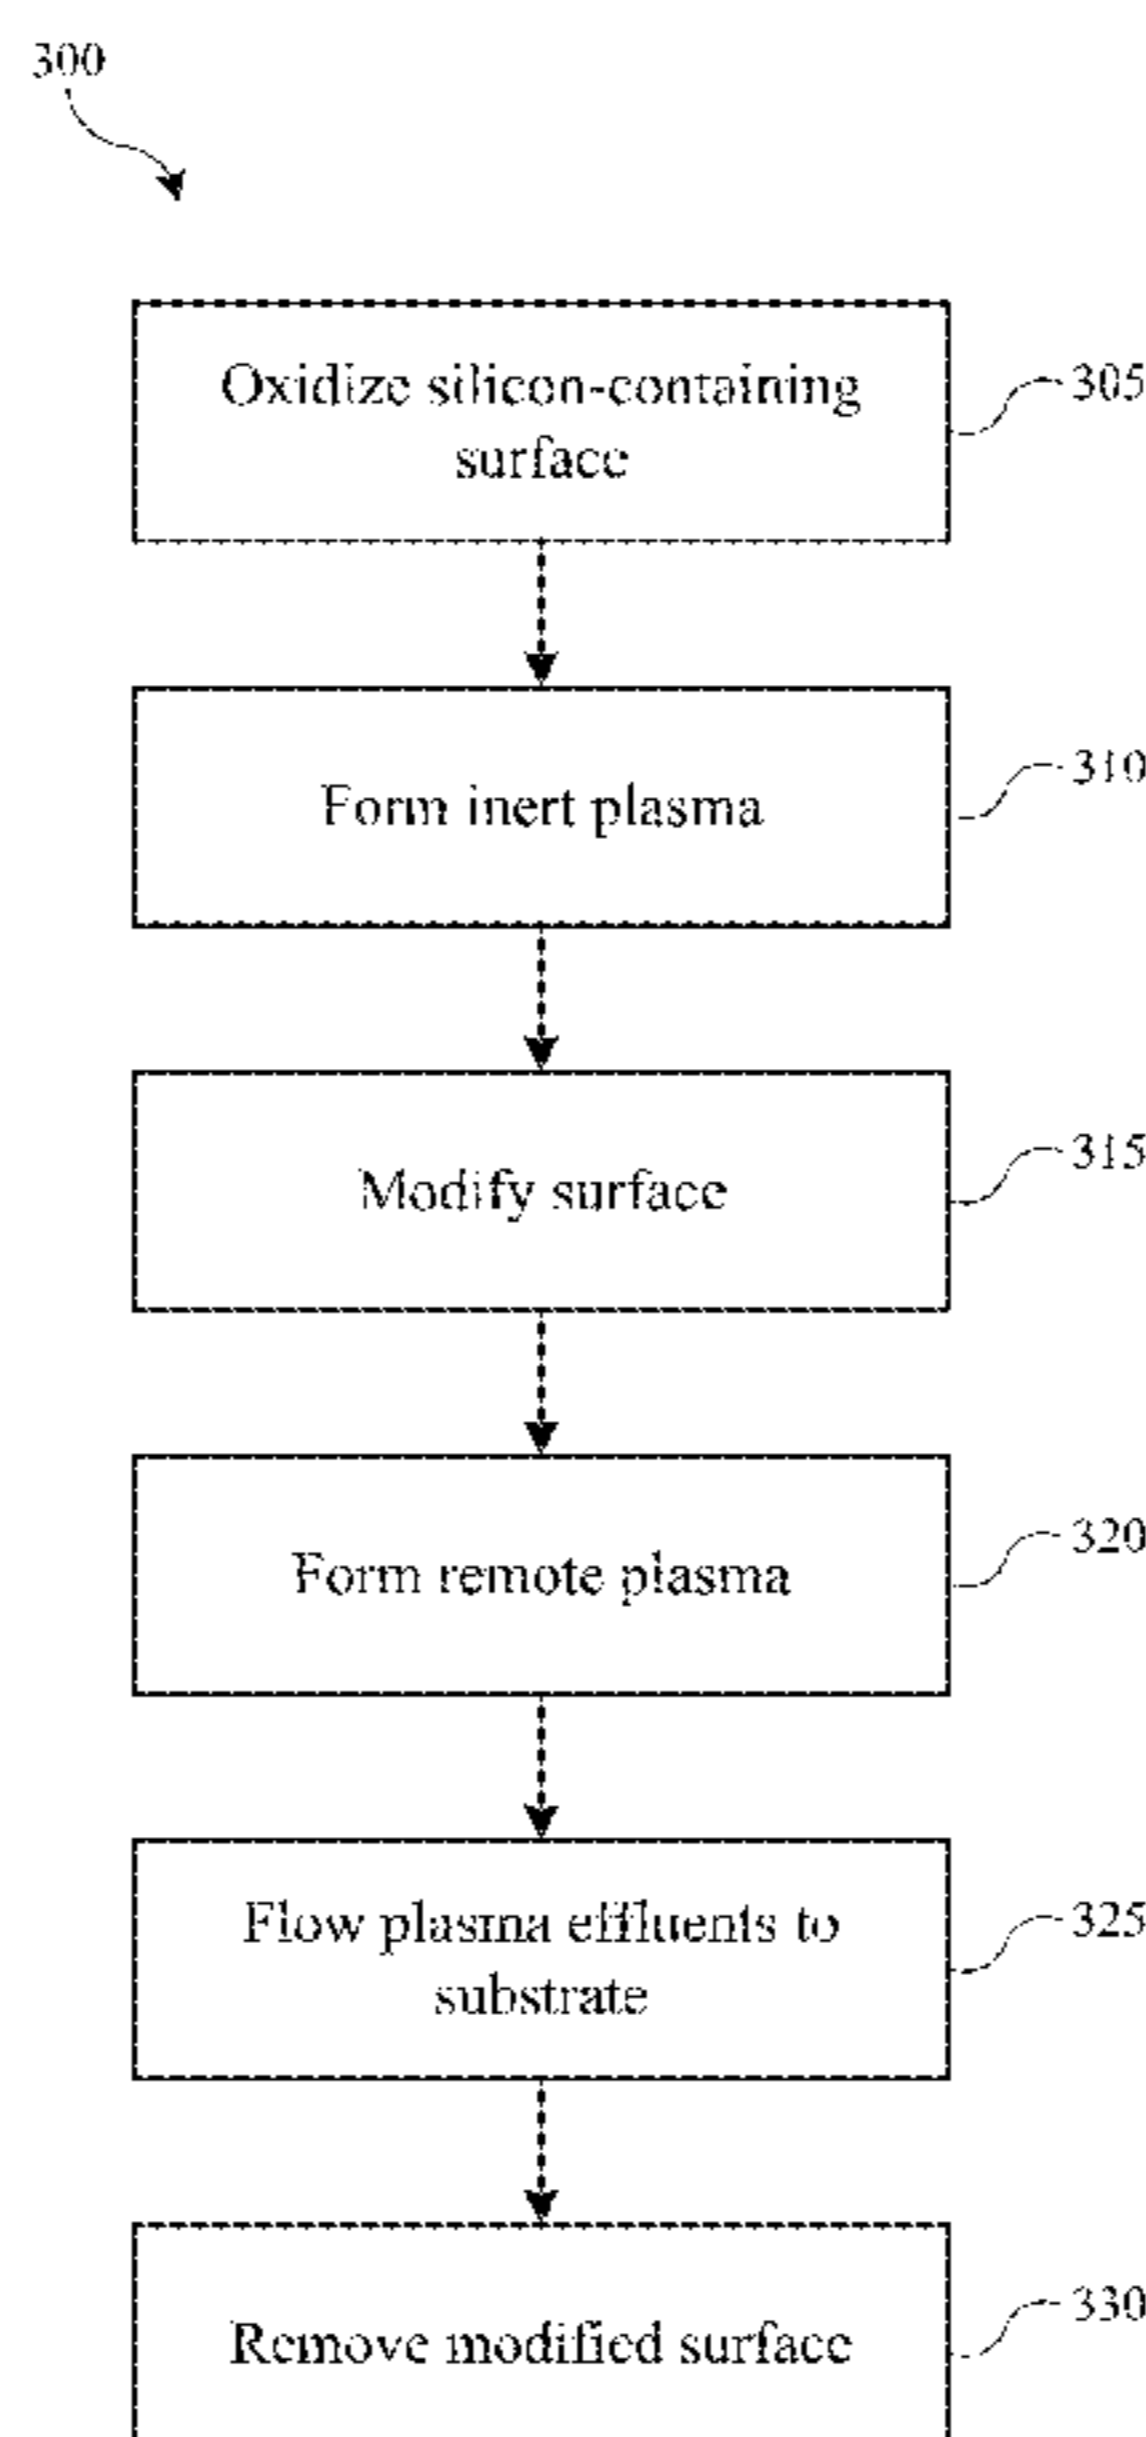 300
Oxidize silicon-containing
surface
305
Form inert plasma
310
Modify surface
315
Form remote plasma
320
Flow plasma effluents to
substrate
325
Remove modified surface
330